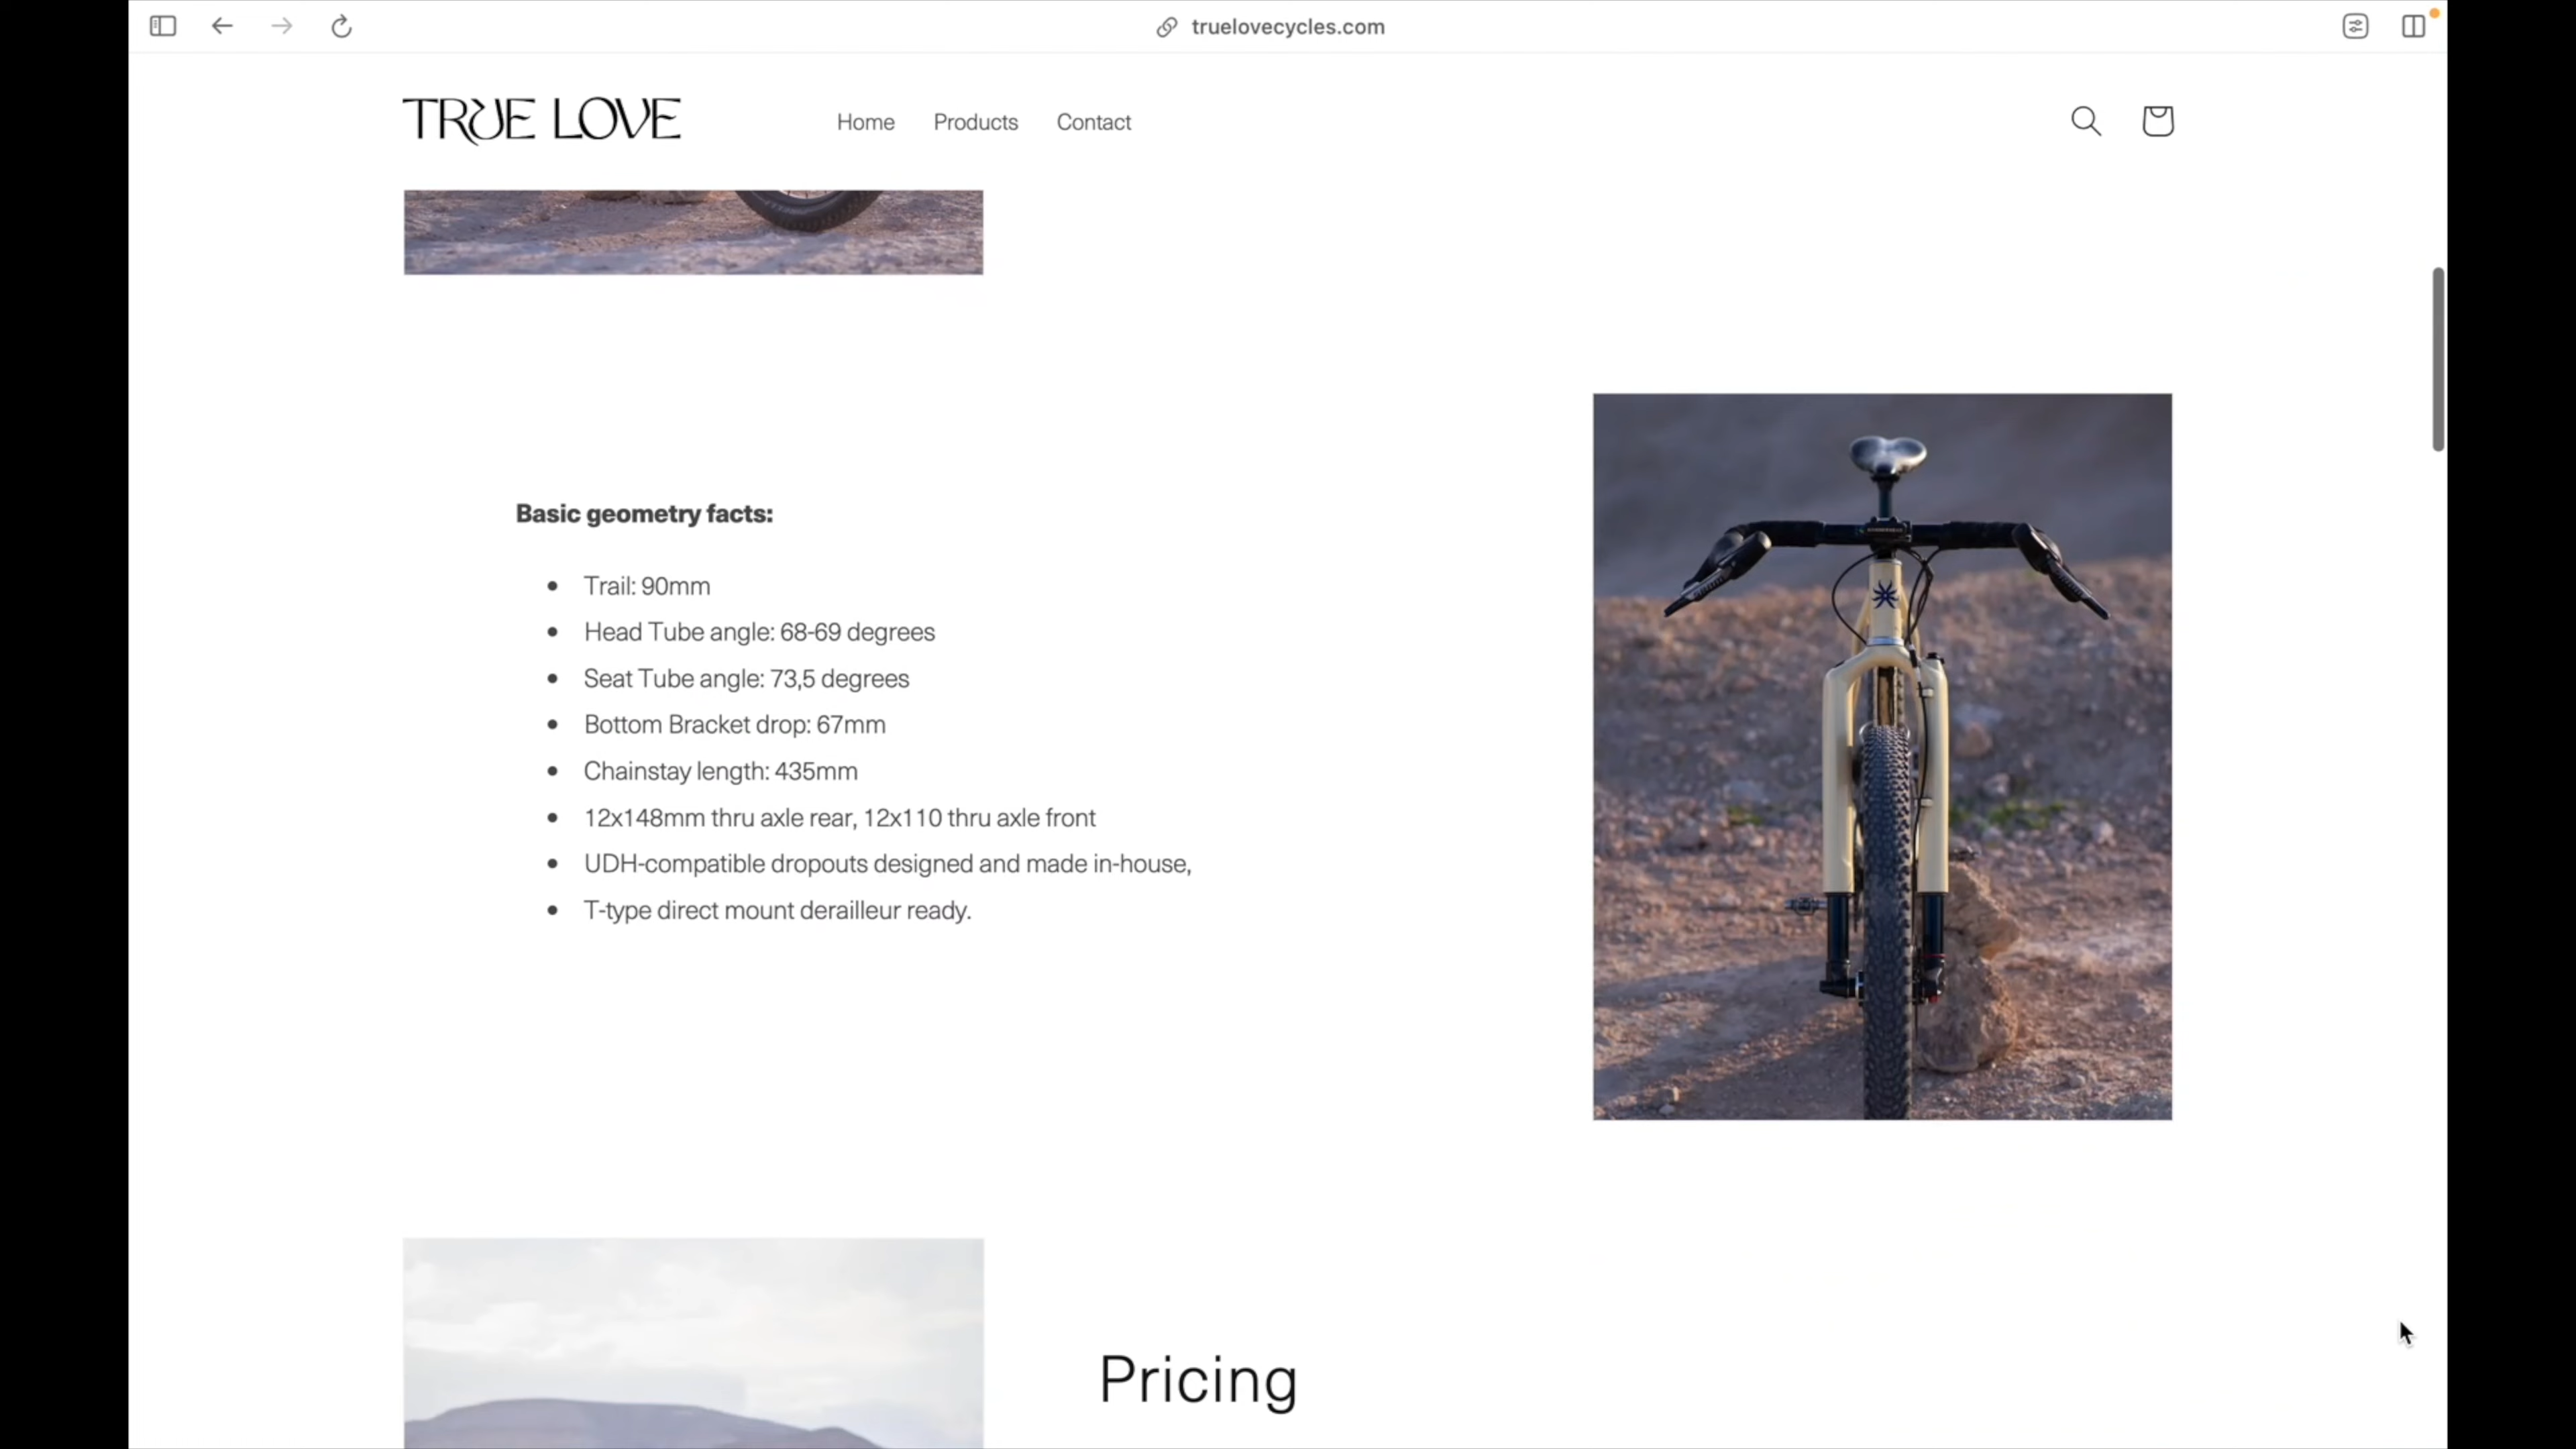 truelovecycles.com
TRUE LOVE
Home Products Contact
Basic geometry facts:
Trail: 90mm
Head Tube angle: 68-69 degrees
Seat Tube angle: 73,5 degrees
Bottom Bracket drop: 67mm
Chainstay length: 435mm
12x148mm thru axle rear, 12x110 thru axle front
UDH-compatible dropouts designed and made in-house,
T-type direct mount derailleur ready.
Pricing